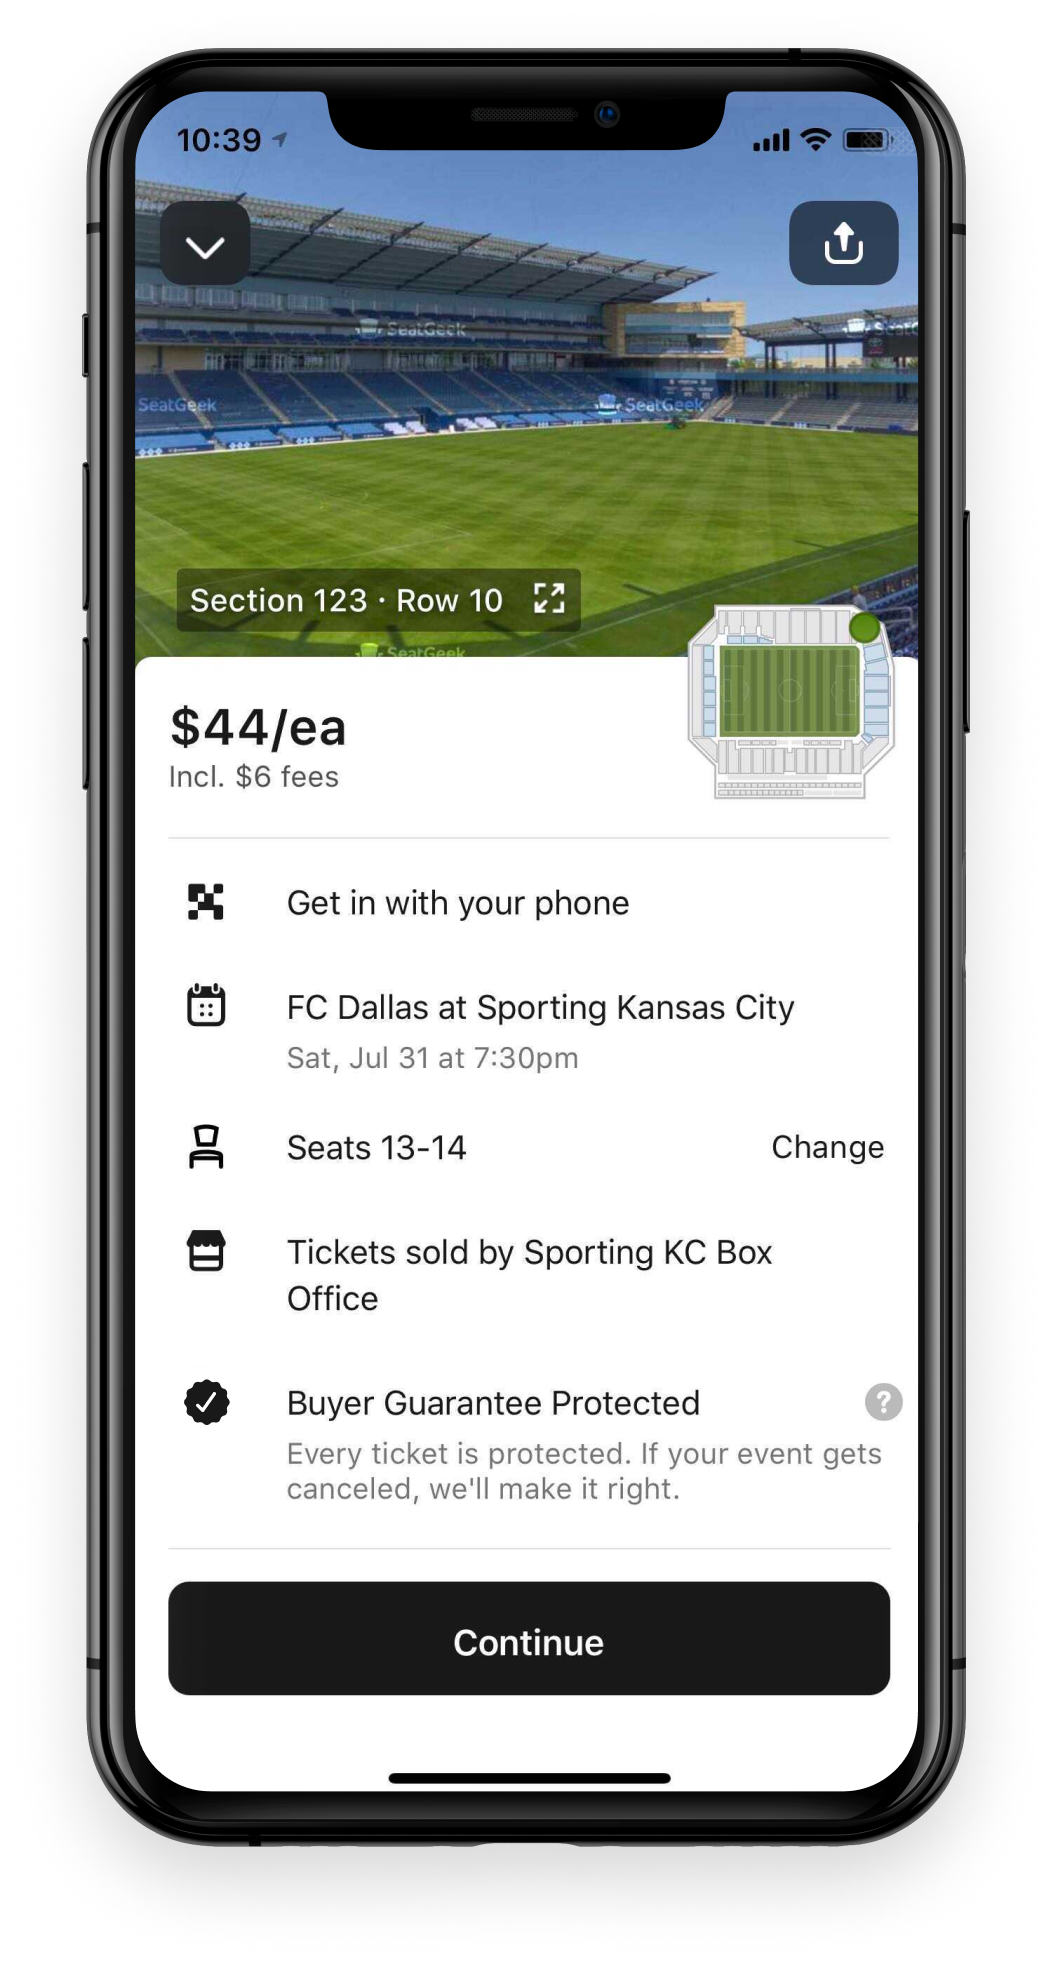 10:39
SeatGeek
SeatGeek
SeatGeek
Section 123 · Row 10
SeatGeek
$44/ea
Incl. $6 fees
Get in with your phone
FC Dallas at Sporting Kansas City
Sat, Jul 31 at 7:30pm
Seats 13-14 Change
Tickets sold by Sporting KC Box
Office
Buyer Guarantee Protected ?
Every ticket is protected. If your event gets
canceled, we'll make it right.
Continue